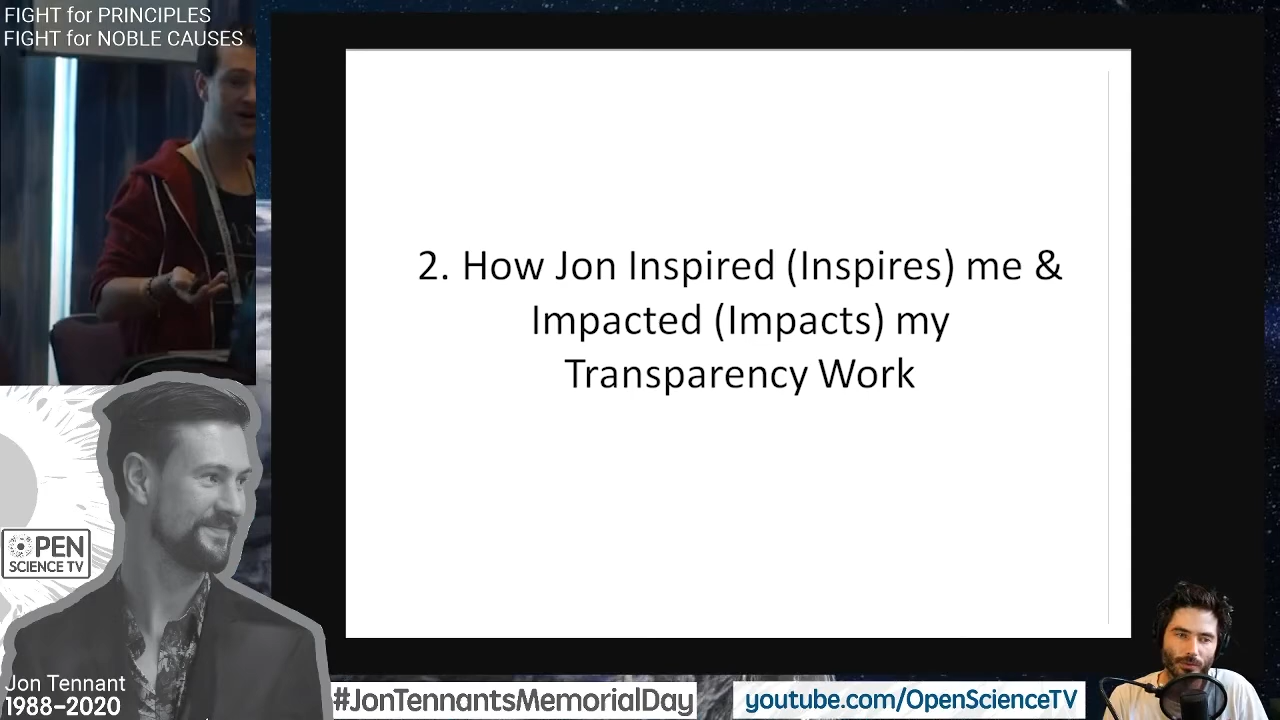 FIGHT for PRINCIPLES
FIGHT for NOBLE CAUSES
2. How Jon Inspired (Inspires) me &
Impacted (Impacts) my
Transparency Work
OPEN
SCIENCE TV
Jon Tennant
1988–2020
#JonTennantsMemorialDay
youtube.com/OpenScienceTV